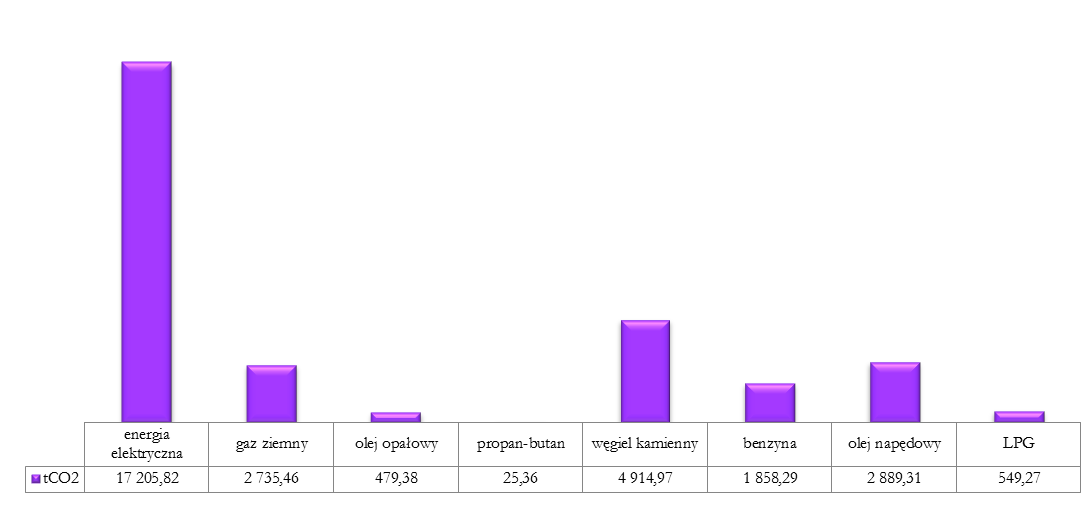 energia
elektryczna
gaz ziemny
olej opałowy
propan-butan
węgiel kamienny
benzyna
olej napędowy
LPG
tCO2
17 205,82
2 735,46
479,38
25,36
4 914,97
1 858,29
2 889,31
549,27